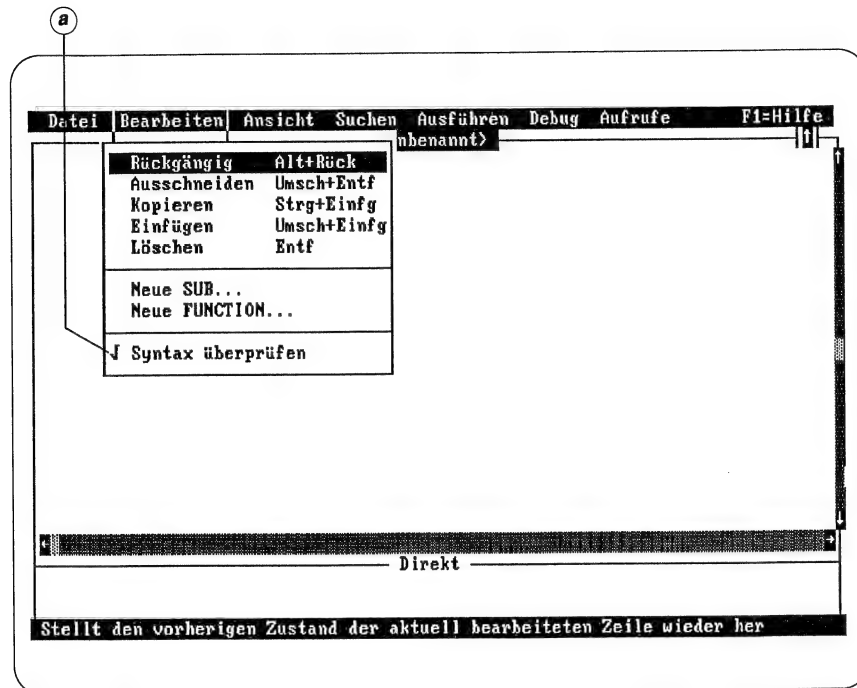 a
Datei Bearbeiten Ansicht Suchen Ausführen Debug Aufrufe F1=Hilfe
nbenannt>
Rückgängig Alt+Rück
Ausschneiden Umsch+Entf
Kopieren Strg+Einfg
Einfügen Umsch+Einfg
Löschen Entf
Neue SUB...
Neue FUNCTION...
√ Syntax überprüfen
Direkt
Stellt den vorherigen Zustand der aktuell bearbeiteten Zeile wieder her